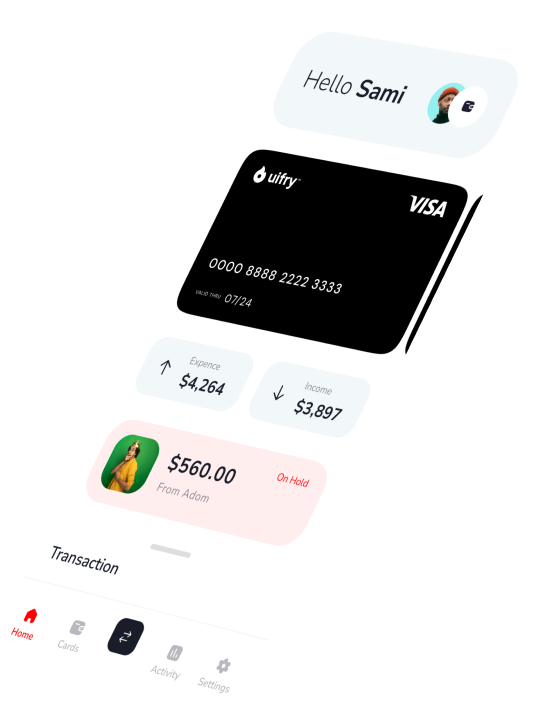 Hello Sami
uifry™
VISA
0000 8888 2222 3333
VALID THRU 07/24
Expence
$4,264
Income
$3,897
$560.00
On Hold
From Adom
Transaction
Home
Cards
Activity
Settings